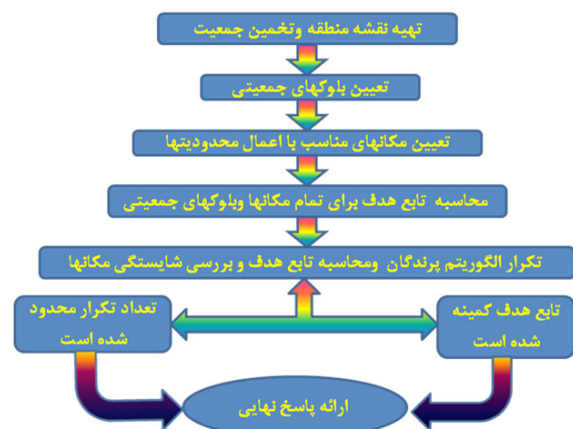 تهیه نقشه منطقه وتخمین جمعیت
تعیین بلوکهای جمعیتی
تعیین مکانهای مناسب با اعمال محدودیتها
محاسبه تابع هدف برای تمام مکانها وبلوکهای جمعیتی
تکرار الگوریتم پرندگان ومحاسبه تابع هدف و بررسی شایستگی مکانها
تابع هدف کمینه
شده است
تعداد تکرار محدود
شده است
ارائه پاسخ نهایی